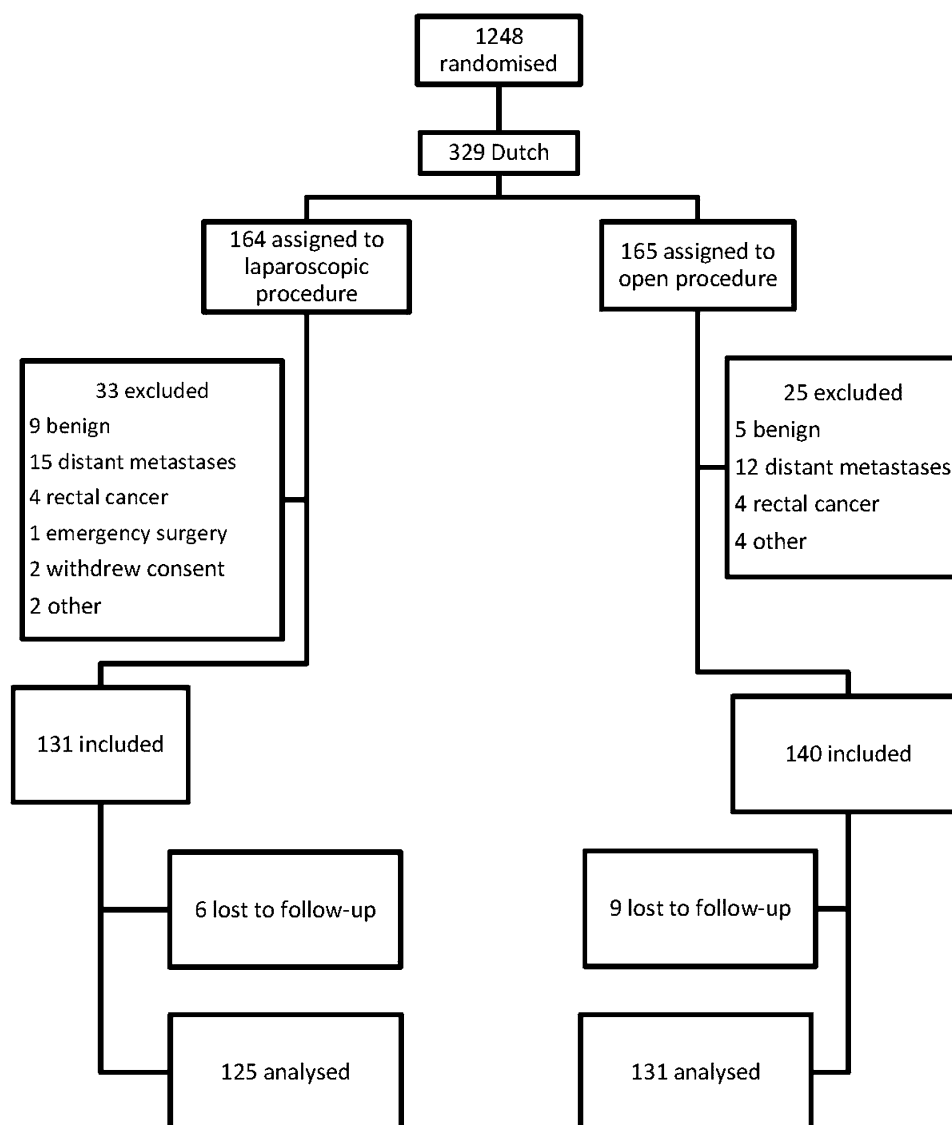 1248
randomised
329 Dutch
164 assigned to
laparoscopic
procedure
165 assigned to
open procedure
33 excluded
9 benign
15 distant metastases
4 rectal cancer
1 emergency surgery
2 withdrew consent
2 other
25 excluded
5 benign
12 distant metastases
4 rectal cancer
4 other
131 included
140 included
6 lost to follow-up
9 lost to follow-up
125 analysed
131 analysed